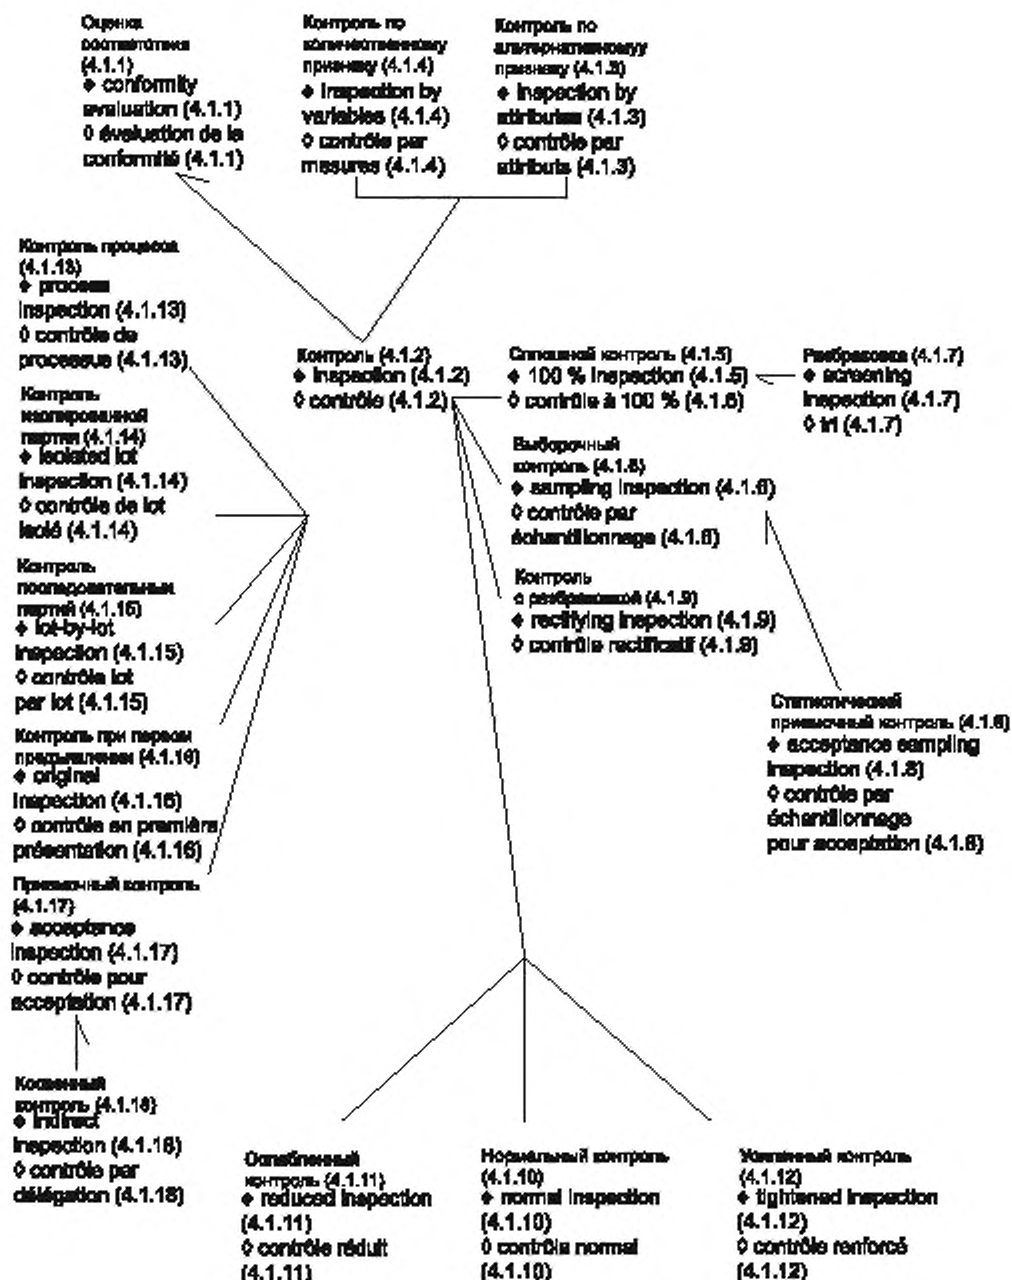 Оценка
соответствия
(4.1.1)
♦ conformity
evaluation (4.1.1)
◊ évaluation de la
conformité (4.1.1)
Контроль по
количественному
признаку (4.1.4)
♦ inspection by
variables (4.1.4)
◊ contrôle par
mesures (4.1.4)
Контроль по
альтернативномуу
признаку (4.1.3)
♦ inspection by
attributes (4.1.3)
◊ contrôle par
attributs (4.1.3)
Контроль процесса
(4.1.13)
♦ process
inspection (4.1.13)
◊ contrôle de
processus (4.1.13)
Контроль (4.1.2)
♦ inspection (4.1.2)
◊ contrôle (4.1.2)
Сплошной контроль (4.1.5)
♦ 100 % inspection (4.1.5)
◊ contrôle à 100 % (4.1.5)
Разбраковка (4.1.7)
♦ screening
inspection (4.1.7)
◊ tri (4.1.7)
Контроль
изолированной
партии (4.1.14)
♦ isolated lot
inspection (4.1.14)
◊ contrôle de lot
isolé (4.1.14)
Выборочный
контроль (4.1.6)
♦ sampling inspection (4.1.6)
◊ contrôle par
échantillonnage (4.1.6)
Контроль
последовательных
партий (4.1.15)
♦ lot-by-lot
inspection (4.1.15)
◊ contrôle lot
par lot (4.1.15)
Контроль
с разбраковкой (4.1.9)
♦ rectifying inspection (4.1.9)
◊ contrôle rectificatif (4.1.9)
Статистический
приемочный контроль (4.1.8)
♦ acceptance sampling
inspection (4.1.8)
◊ contrôle par
échantillonnage
pour acceptation (4.1.8)
Контроль при первом
предъявлении (4.1.16)
♦ original
inspection (4.1.16)
◊ contrôle en première
présentation (4.1.16)
Приемочный контроль
(4.1.17)
♦ acceptance
inspection (4.1.17)
◊ contrôle pour
acceptation (4.1.17)
Косвенный
контроль (4.1.18)
♦ indirect
inspection (4.1.18)
◊ contrôle par
délégation (4.1.18)
Ослабленный
контроль (4.1.11)
♦ reduced inspection
(4.1.11)
◊ contrôle réduit
(4.1.11)
Нормальный контроль
(4.1.10)
♦ normal inspection
(4.1.10)
◊ contrôle normal
(4.1.10)
Усиленный контроль
(4.1.12)
♦ tightened inspection
(4.1.12)
◊ contrôle renforcé
(4.1.12)